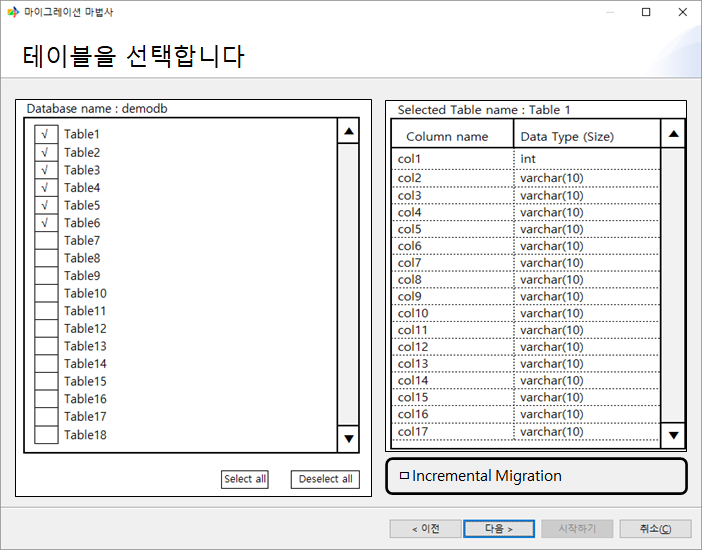 마이그레이션 마법사
테이블을 선택합니다
Database name : demodb
√ Table1
√ Table2
√ Table3
√ Table4
√ Table5
√ Table6
Table7
Table8
Table9
Table10
Table11
Table12
Table13
Table14
Table15
Table16
Table17
Table18
Select all Deselect all
Selected Table name : Table 1
Column name Data Type (Size)
col1 int
col2 varchar(10)
col3 varchar(10)
col4 varchar(10)
col5 varchar(10)
col6 varchar(10)
col7 varchar(10)
col8 varchar(10)
col9 varchar(10)
col10 varchar(10)
col11 varchar(10)
col12 varchar(10)
col13 varchar(10)
col14 varchar(10)
col15 varchar(10)
col16 varchar(10)
col17 varchar(10)
ㅁIncremental Migration
< 이전 다음 > 시작하기 취소(C)